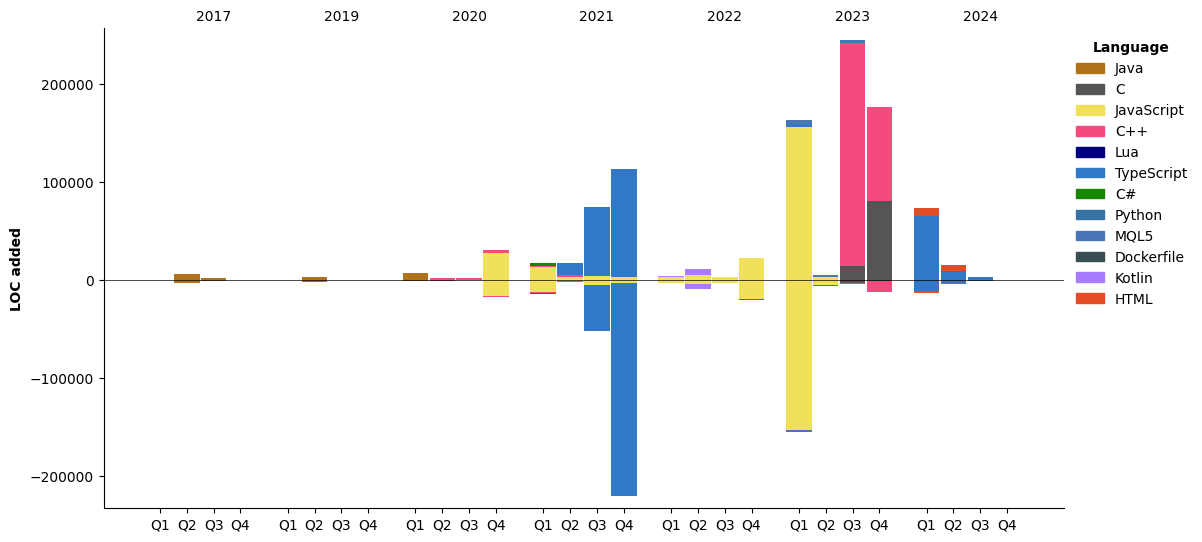 2017 2019 2020 2021 2022 2023 2024
LOC added
200000
100000
0
−100000
−200000
Q1 Q2 Q3 Q4 Q1 Q2 Q3 Q4 Q1 Q2 Q3 Q4 Q1 Q2 Q3 Q4 Q1 Q2 Q3 Q4 Q1 Q2 Q3 Q4 Q1 Q2 Q3 Q4
Language
Java
C
JavaScript
C++
Lua
TypeScript
C#
Python
MQL5
Dockerfile
Kotlin
HTML